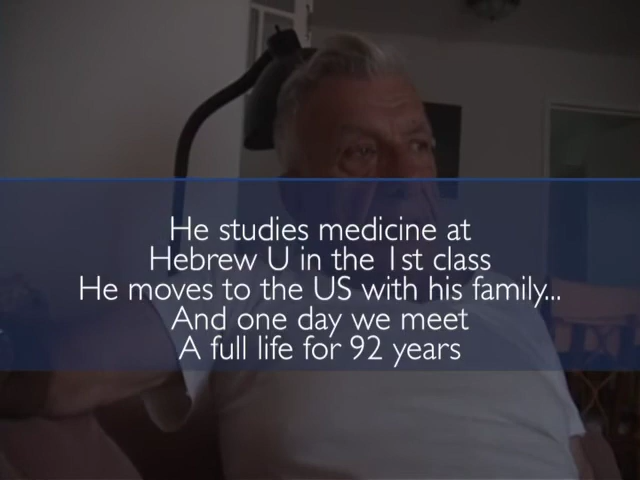 He studies medicine at
Hebrew U in the 1st class
He moves to the US with his family...
And one day we meet
A full life for 92 years